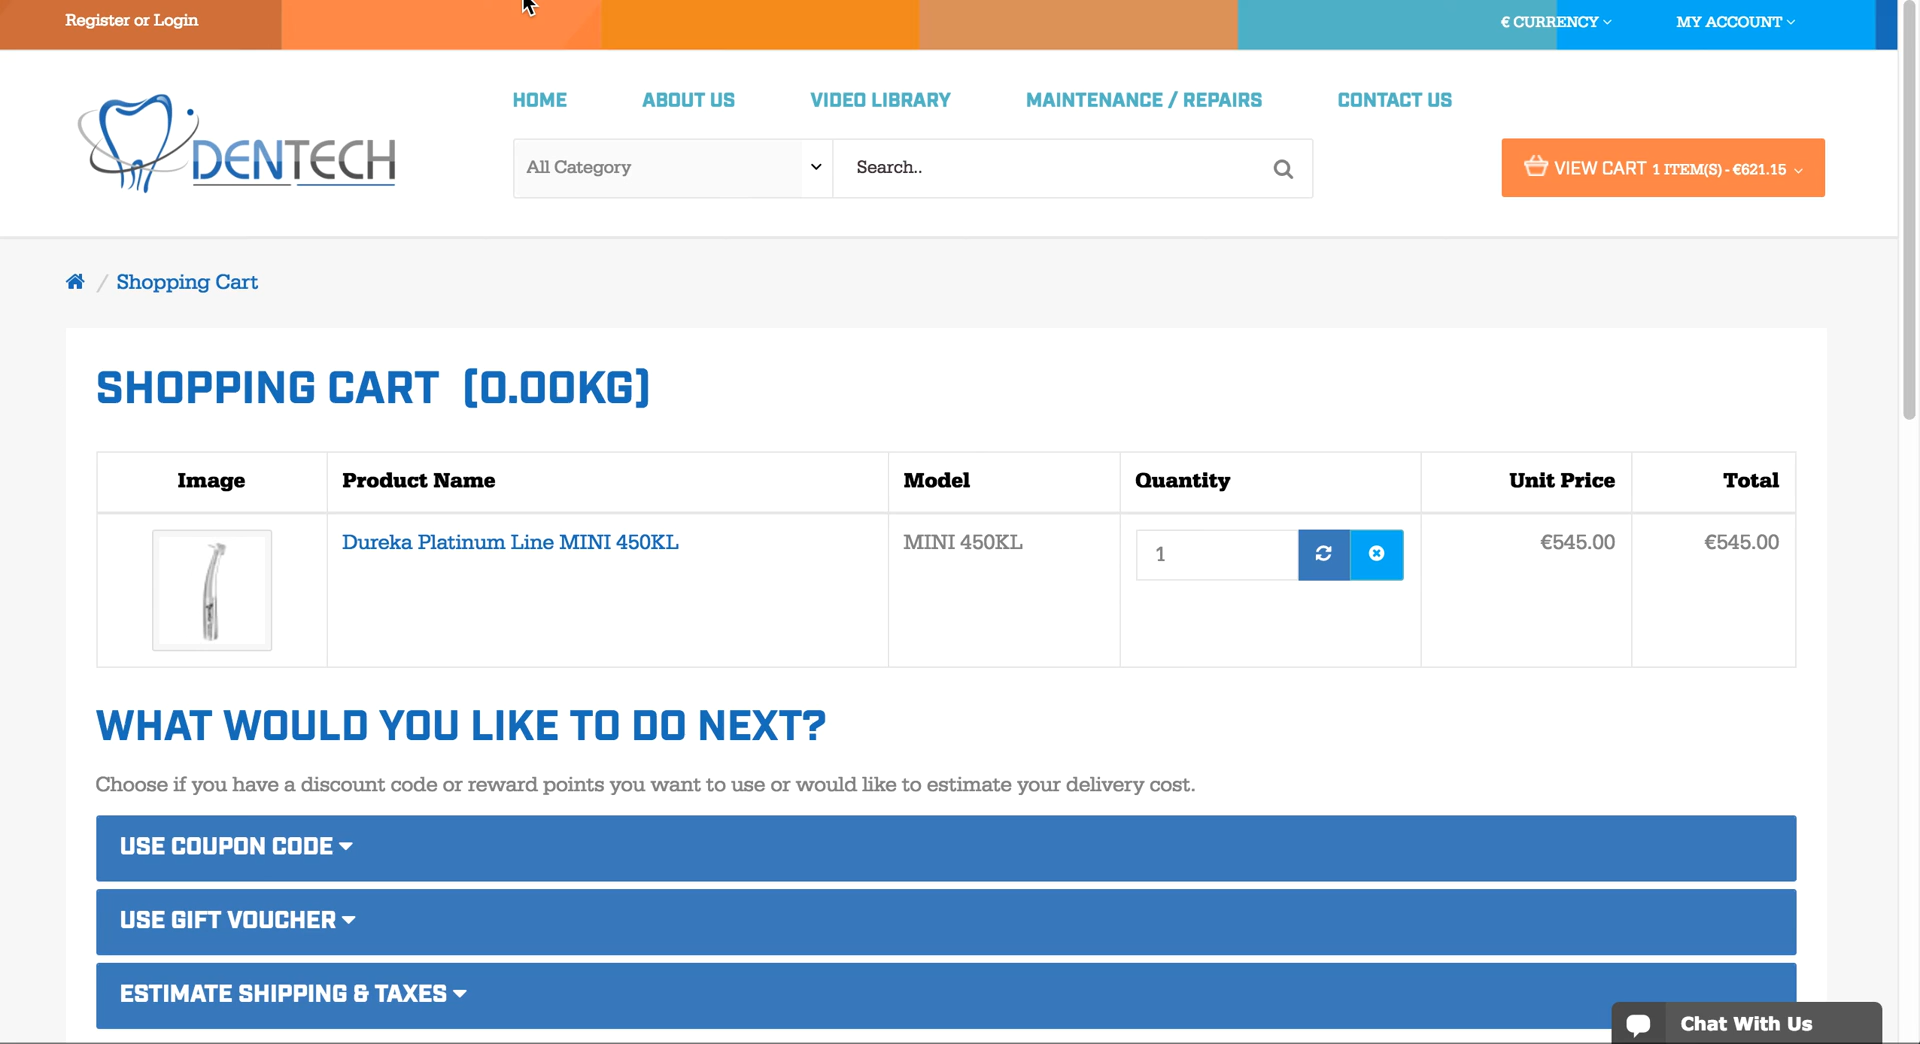 Register or Login
€ CURRENCY
MY ACCOUNT
HOME
ABOUT US
VIDEO LIBRARY
MAINTENANCE / REPAIRS
CONTACT US
DENTECH
All Category
Search..
VIEW CART 1 ITEM(S) - €621.15
/ Shopping Cart
SHOPPING CART (0.00KG)
Image
Product Name
Model
Quantity
Unit Price
Total
Dureka Platinum Line MINI 450KL
MINI 450KL
1
€545.00
€545.00
WHAT WOULD YOU LIKE TO DO NEXT?
Choose if you have a discount code or reward points you want to use or would like to estimate your delivery cost.
USE COUPON CODE
USE GIFT VOUCHER
ESTIMATE SHIPPING & TAXES
Chat With Us